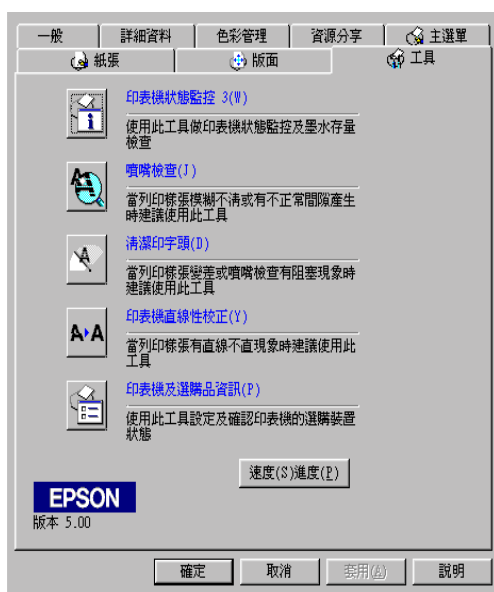 一般 詳細資料 色彩管理 資源分享 主選單
紙張 版面 工具
印表機狀態監控 3(W)
使用此工具做印表機狀態監控及墨水存量
檢查
噴嘴檢查(J)
當列印樣張模糊不清或有不正常間隙產生
時建議使用此工具
清潔印字頭(D)
當列印樣張變差或噴嘴檢查有阻塞現象時
建議使用此工具
印表機直線性校正(Y)
當列印樣張有直線不直現象時建議使用此
工具
印表機及選購品資訊(P)
使用此工具設定及確認印表機的選購裝置
狀態
速度(S)進度(P)
EPSON
版本 5.00
確定 取消 套用(A) 說明